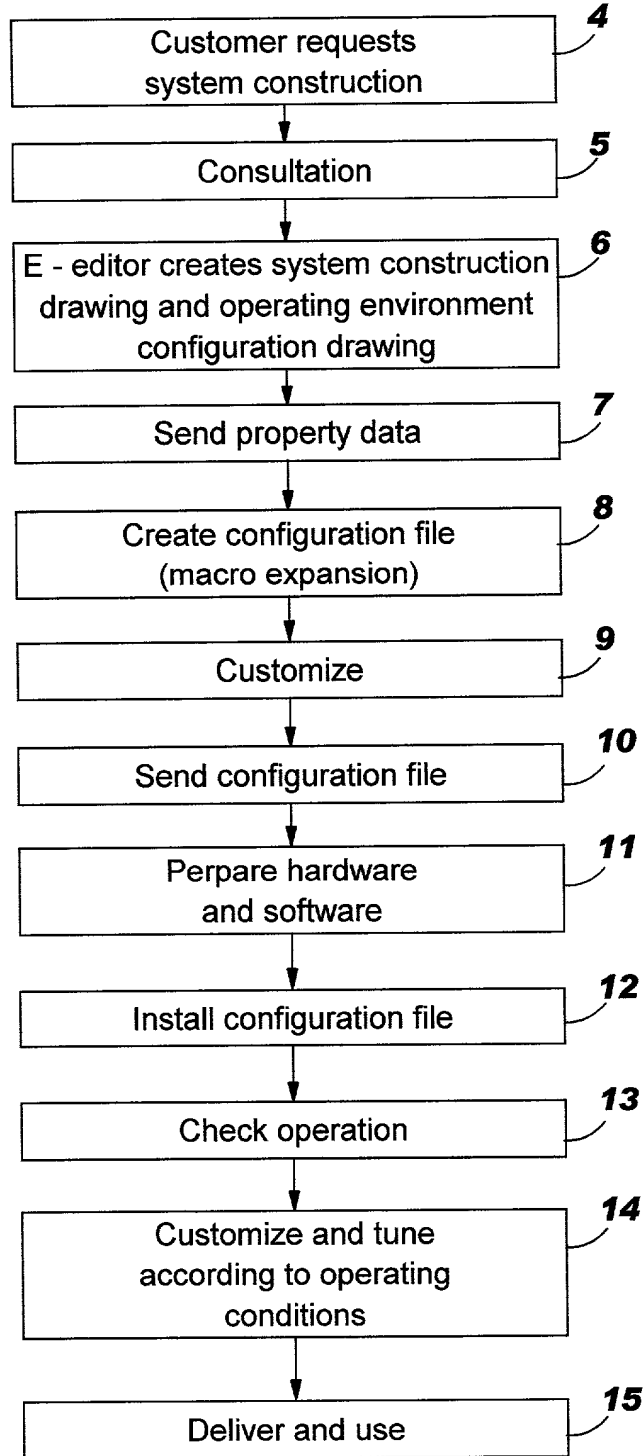 4
Customer requests
system construction
5
Consultation
6
E - editor creates system construction
drawing and operating environment
configuration drawing
7
Send property data
8
Create configuration file
(macro expansion)
9
Customize
10
Send configuration file
11
Perpare hardware
and software
12
Install configuration file
13
Check operation
14
Customize and tune
according to operating
conditions
15
Deliver and use